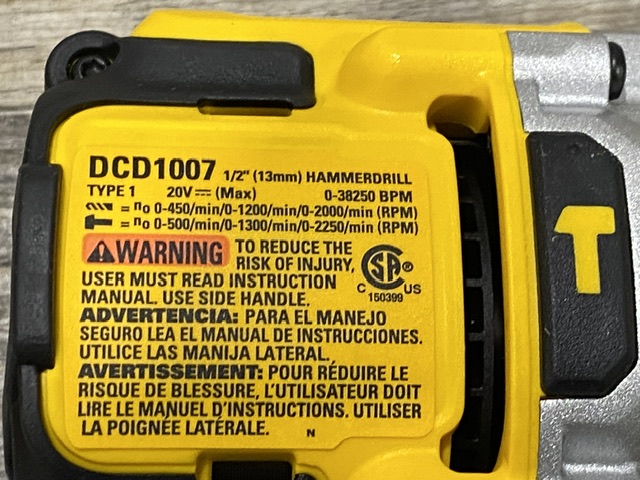 DCD1007 1/2" (13mm) HAMMERDRILL
TYPE 1 20V⎓ (Max) 0-38250 BPM
= no 0-450/min/0-1200/min/0-2000/min (RPM)
= no 0-500/min/0-1300/min/0-2250/min (RPM)
⚠WARNING TO REDUCE THE
RISK OF INJURY,
USER MUST READ INSTRUCTION
MANUAL. USE SIDE HANDLE.
CSA®
C US
150399
ADVERTENCIA: PARA EL MANEJO
SEGURO LEA EL MANUAL DE INSTRUCCIONES.
UTILICE LAS MANIJA LATERAL.
AVERTISSEMENT: POUR RÉDUIRE LE
RISQUE DE BLESSURE, L'UTILISATEUR DOIT
LIRE LE MANUEL D'INSTRUCTIONS. UTILISER
LA POIGNÉE LATÉRALE. N